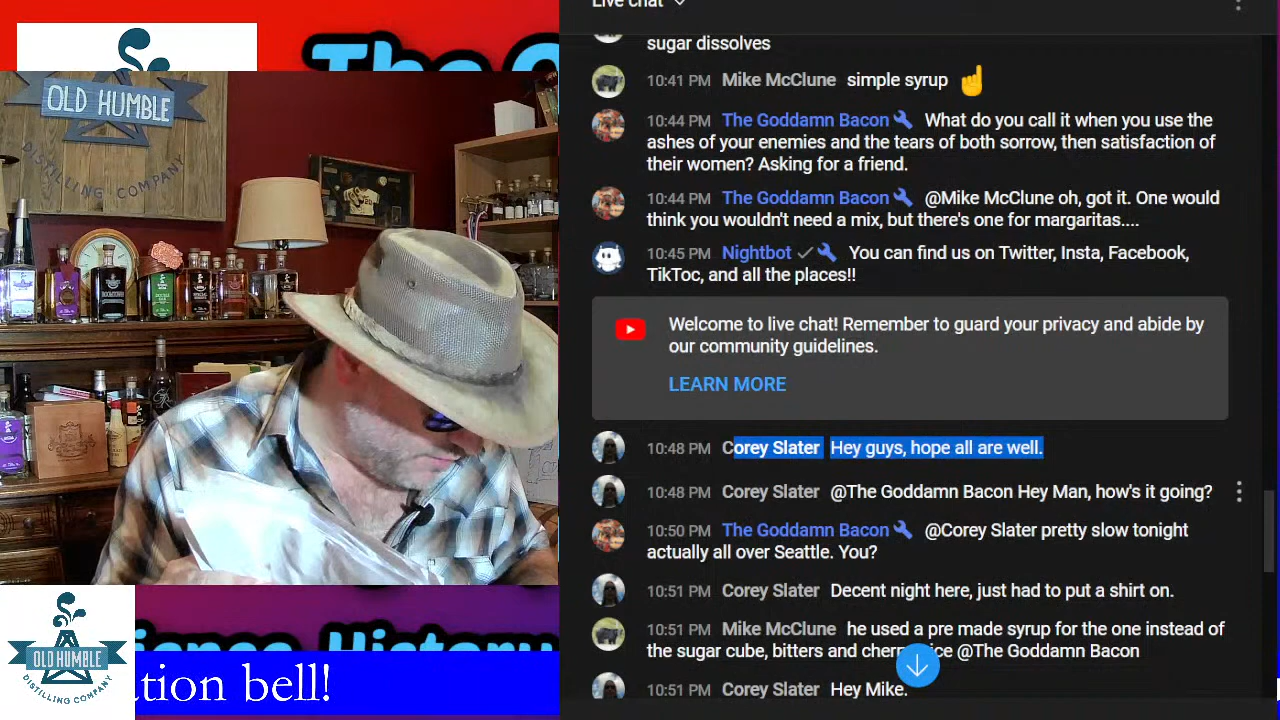 The
OLD HUMBLE
DISTILLING COMPANY
OLD HUMBLE
DISTILLING COMPANY
ience, History
ation bell!
Live chat
sugar dissolves
10:41 PM Mike McClune simple syrup ☝
10:44 PM The Goddamn Bacon What do you call it when you use the
ashes of your enemies and the tears of both sorrow, then satisfaction of
their women? Asking for a friend.
10:44 PM The Goddamn Bacon @Mike McClune oh, got it. One would
think you wouldn't need a mix, but there's one for margaritas....
10:45 PM Nightbot You can find us on Twitter, Insta, Facebook,
TikToc, and all the places!!
Welcome to live chat! Remember to guard your privacy and abide by
our community guidelines.
LEARN MORE
10:48 PM Corey Slater Hey guys, hope all are well.
10:48 PM Corey Slater @The Goddamn Bacon Hey Man, how's it going?
10:50 PM The Goddamn Bacon @Corey Slater pretty slow tonight
actually all over Seattle. You?
10:51 PM Corey Slater Decent night here, just had to put a shirt on.
10:51 PM Mike McClune he used a pre made syrup for the one instead of
the sugar cube, bitters and cherry juice @The Goddamn Bacon
10:51 PM Corey Slater Hey Mike.